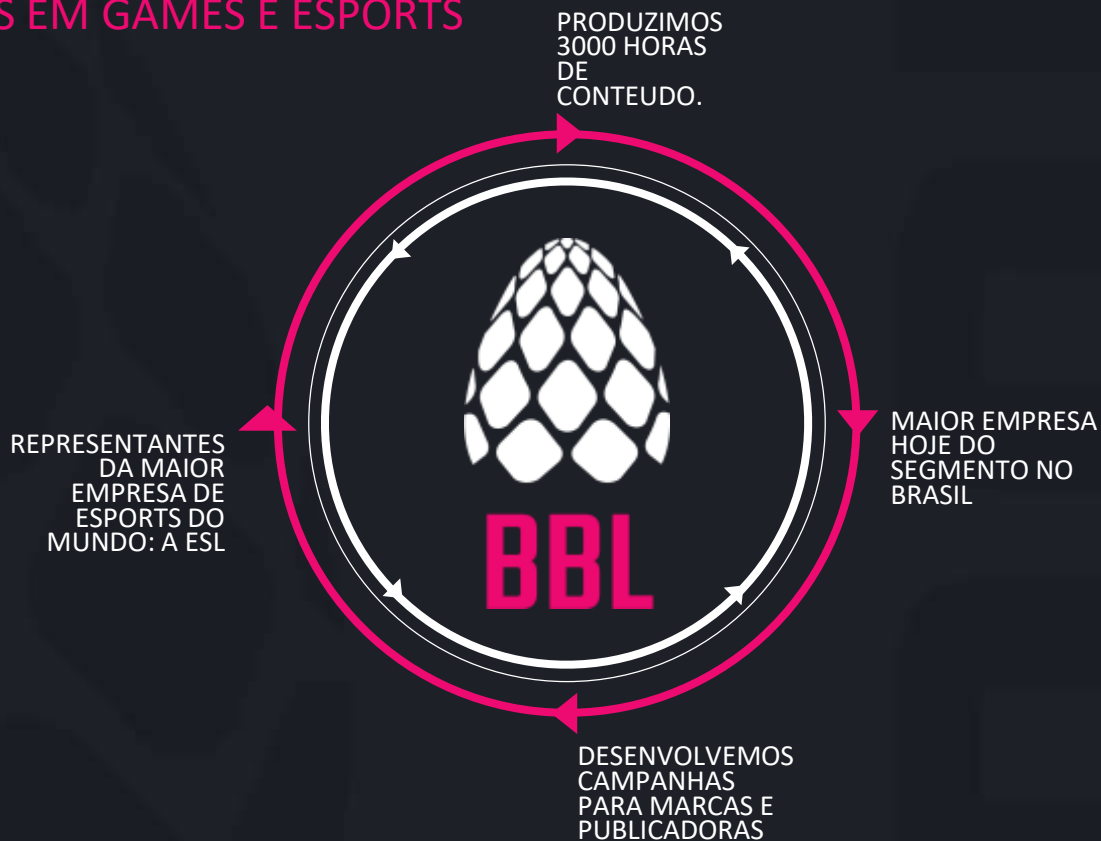 S EM GAMES E ESPORTS
PRODUZIMOS
3000 HORAS
DE
CONTEUDO.
REPRESENTANTES
DA MAIOR
EMPRESA DE
ESPORTS DO
MUNDO: A ESL
BBL
MAIOR EMPRESA
HOJE DO
SEGMENTO NO
BRASIL
DESENVOLVEMOS
CAMPANHAS
PARA MARCAS E
PUBLICADORAS